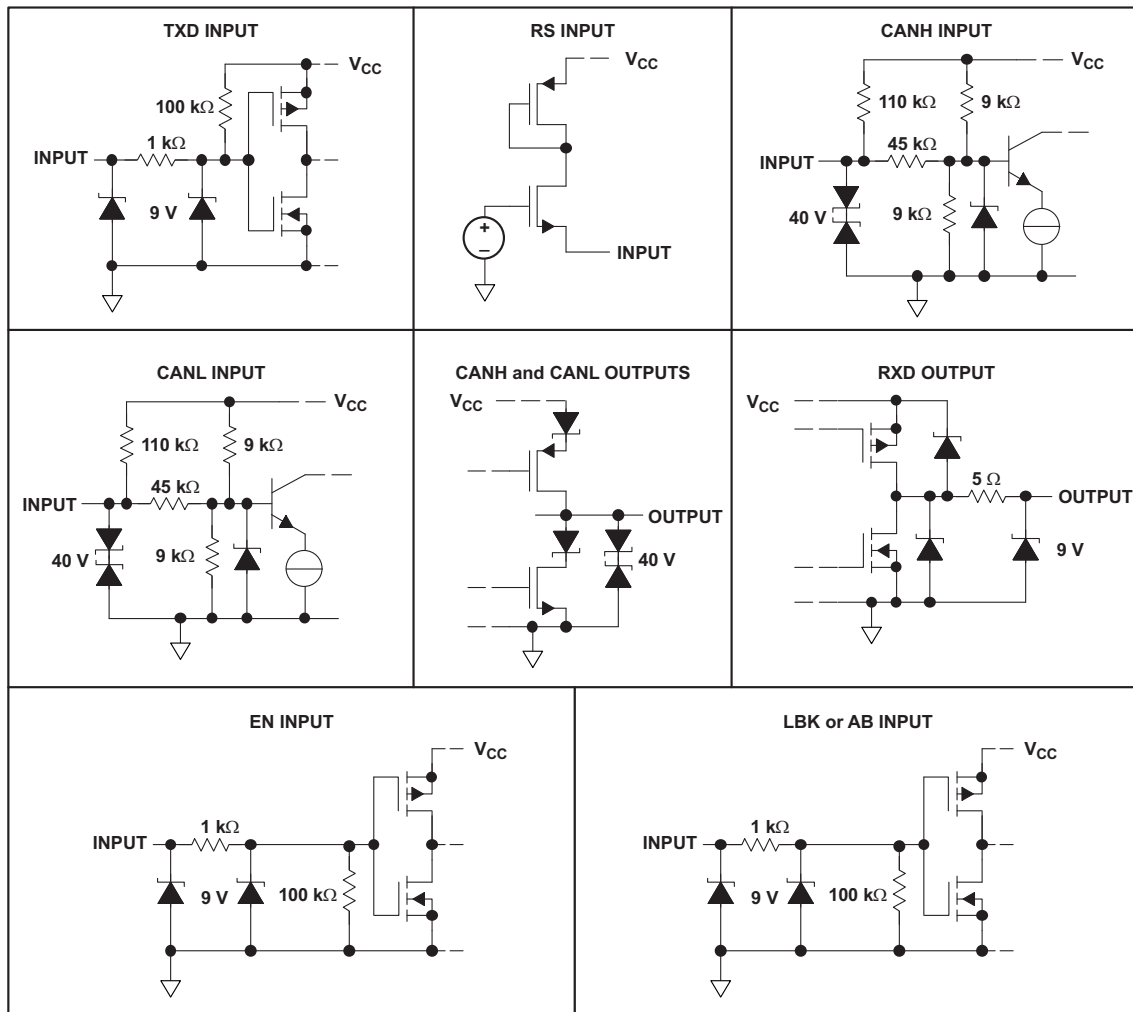 TXD INPUT
V_CC
100 kΩ
1 kΩ
INPUT
9 V
RS INPUT
V_CC
+
−
INPUT
CANH INPUT
V_CC
110 kΩ
9 kΩ
45 kΩ
INPUT
9 kΩ
40 V
CANL INPUT
V_CC
110 kΩ
9 kΩ
45 kΩ
INPUT
9 kΩ
40 V
CANH and CANL OUTPUTS
V_CC
OUTPUT
40 V
RXD OUTPUT
V_CC
5 Ω
OUTPUT
9 V
EN INPUT
V_CC
1 kΩ
INPUT
9 V
100 kΩ
LBK or AB INPUT
V_CC
1 kΩ
INPUT
9 V
100 kΩ